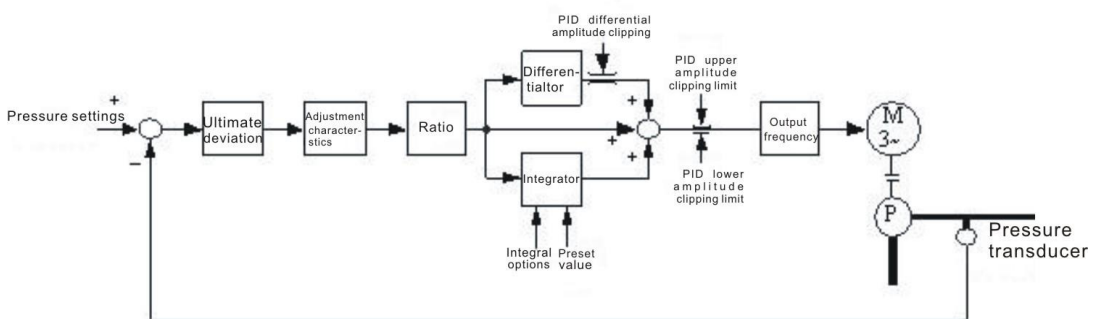 PID differential
amplitude clipping
PID upper
amplitude
clipping limit
Differen-
tialtor
+
Pressure settings
Ultimate
deviation
Adjustment
character-
stics
Ratio
+
+
+
Output
frequency
M
3~
−
PID lower
amplitude
clipping limit
Integrator
P
Pressure
transducer
Integral
options
Preset
value